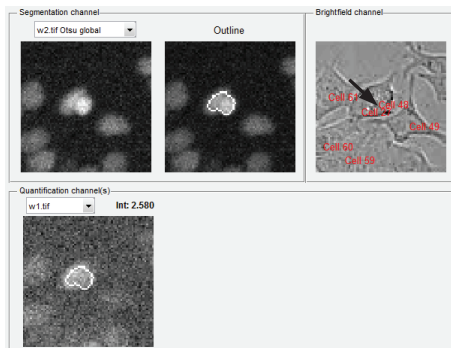 Segmentation channel
w2.tif Otsu global
Outline
Brightfield channel
Cell 48
Cell 49
Cell 60
Cell 59
Quantification channel(s)
w1.tif
Int: 2.580